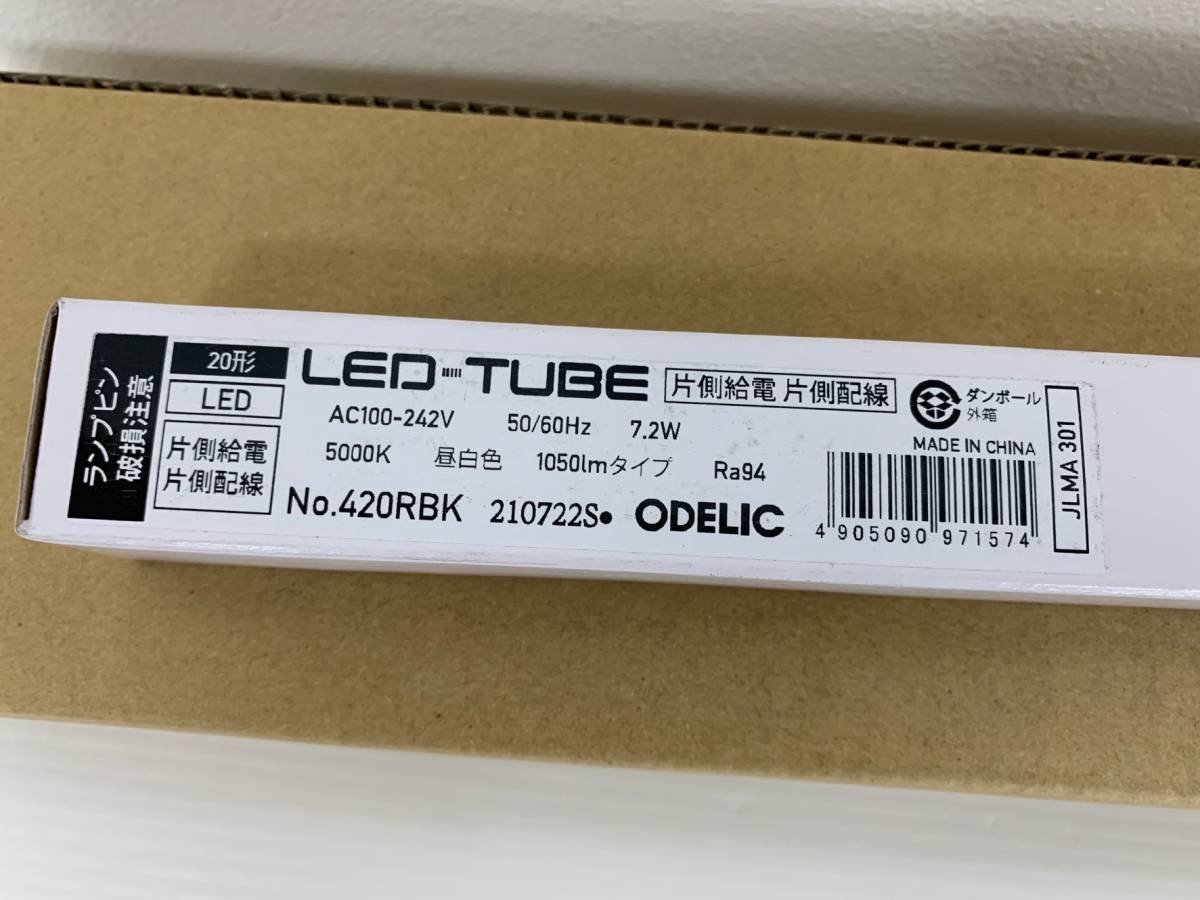 ランプピン
破損注意
20形
LED
片側給電
片側配線
LED TUBE
片側給電 片側配線
AC100-242V 50/60Hz 7.2W
5000K 昼白色 1050lmタイプ Ra94
No.420RBK 210722S• ODELIC
ダンボール
外箱
MADE IN CHINA
4 905090 971574
JLMA 301